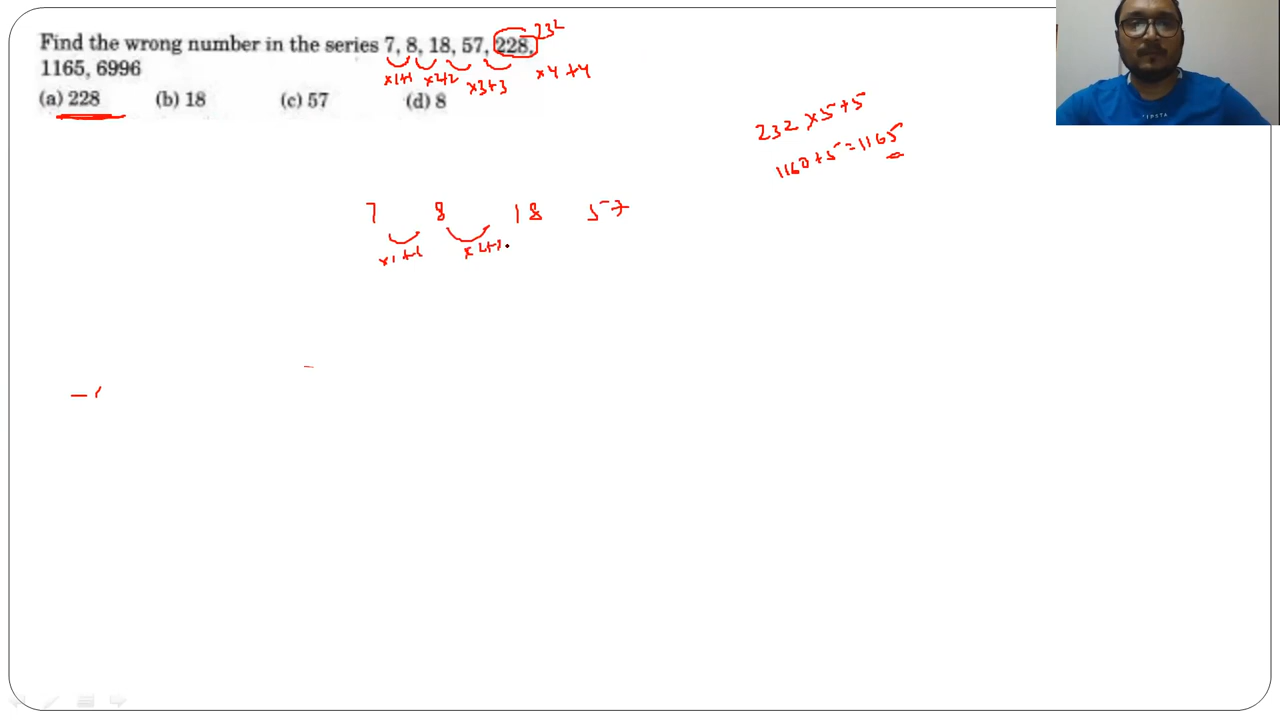 Find the wrong number in the series 7, 8, 18, 57, 228,
232
1165, 6996
×1+1 ×2+2 ×3+3 ×4+4
(a) 228 (b) 18 (c) 57 (d) 8
232×5+5
1160+5=1165
7 8 18 57
×1+1 ×2+2